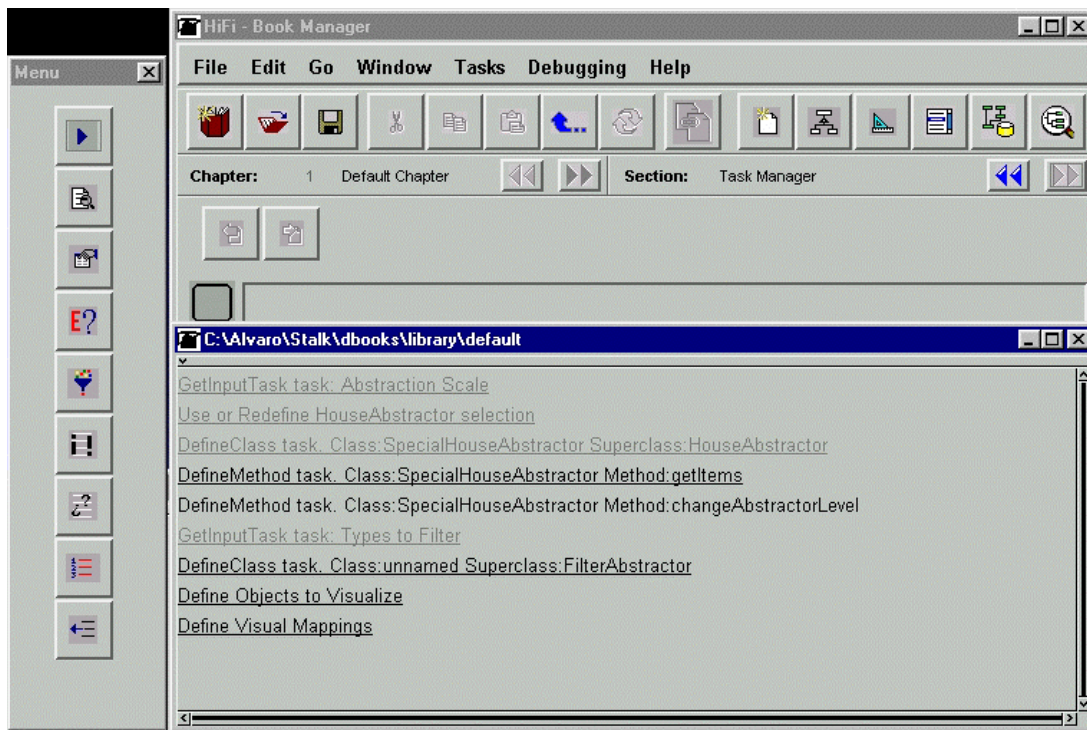 HiFi - Book Manager
Menu
File Edit Go Window Tasks Debugging Help
Chapter: 1 Default Chapter Section: Task Manager
E?
C:\Alvaro\Stalk\dbooks\library\default
GetInputTask task: Abstraction Scale
Use or Redefine HouseAbstractor selection
DefineClass task. Class:SpecialHouseAbstractor Superclass:HouseAbstractor
DefineMethod task. Class:SpecialHouseAbstractor Method:getItems
DefineMethod task. Class:SpecialHouseAbstractor Method:changeAbstractorLevel
GetInputTask task: Types to Filter
DefineClass task. Class:unnamed Superclass:FilterAbstractor
Define Objects to Visualize
Define Visual Mappings